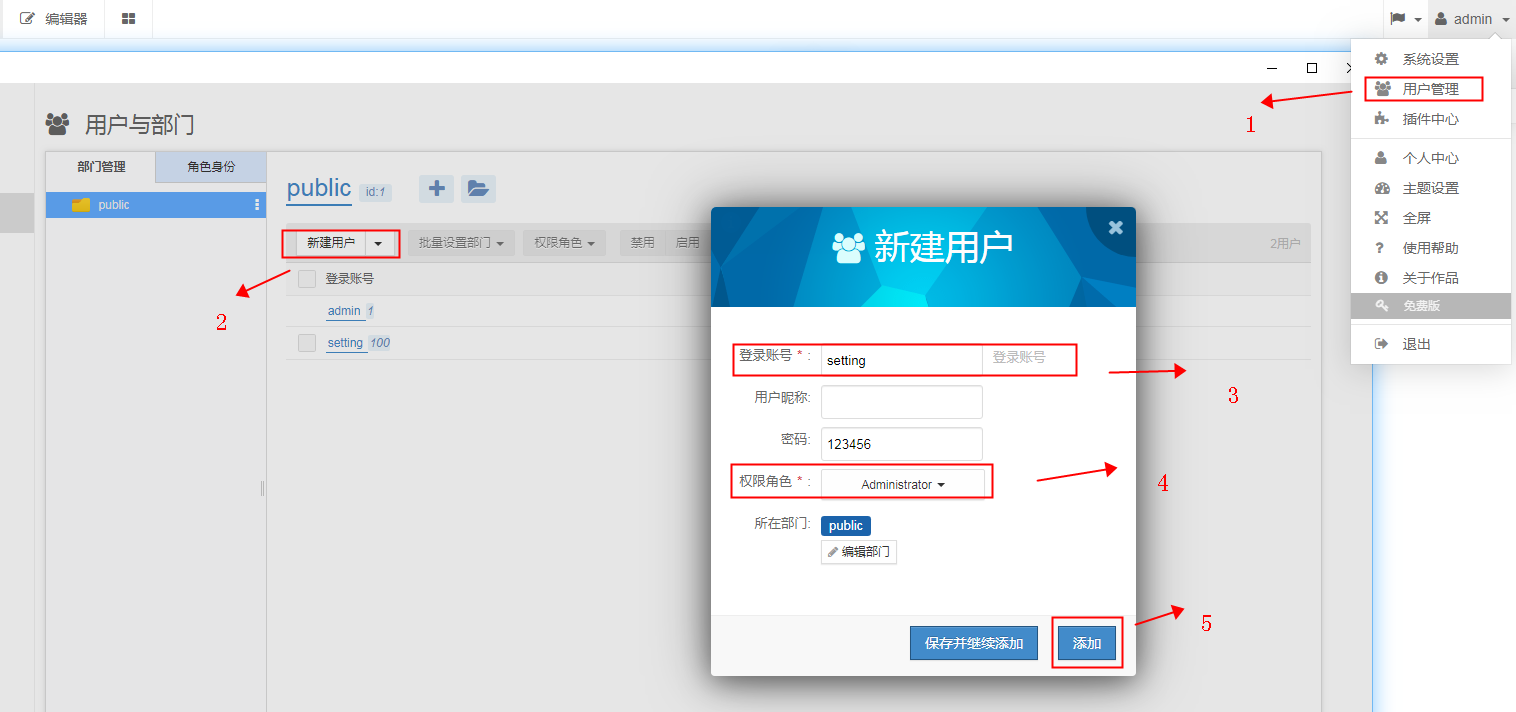 编辑器
admin
系统设置
用户管理
插件中心
个人中心
主题设置
全屏
使用帮助
关于作品
免费版
退出
1
用户与部门
部门管理
角色身份
public
public id:1
新建用户
批量设置部门
权限角色
禁用
启用
2用户
登录账号
admin 1
setting 100
2
新建用户
登录账号 * :
setting
登录账号
3
用户昵称:
密码:
123456
权限角色 * :
Administrator
4
所在部门:
public
编辑部门
保存并继续添加
添加
5